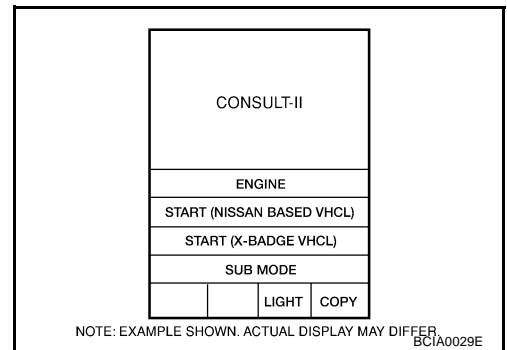 CONSULT-II
ENGINE
START (NISSAN BASED VHCL)
START (X-BADGE VHCL)
SUB MODE
LIGHT COPY
NOTE: EXAMPLE SHOWN. ACTUAL DISPLAY MAY DIFFER.
BCIA0029E